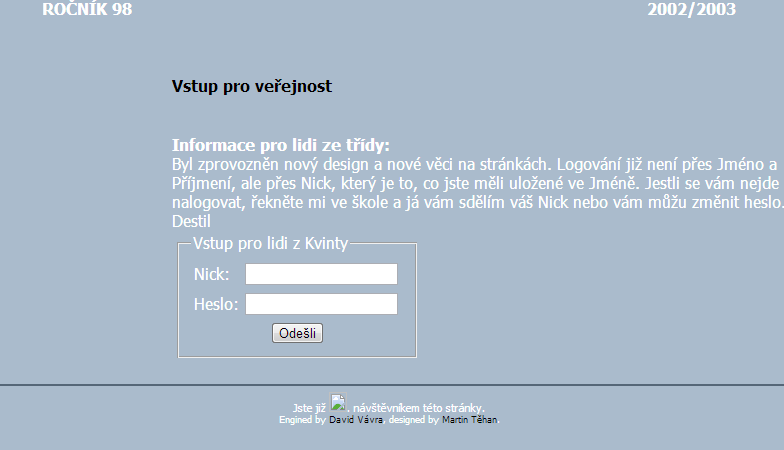 ROČNÍK 98 2002/2003
Vstup pro veřejnost
Informace pro lidi ze třídy:
Byl zprovozněn nový design a nové věci na stránkách. Logování již není přes Jméno a
Příjmení, ale přes Nick, který je to, co jste měli uložené ve Jméně. Jestli se vám nejde
nalogovat, řekněte mi ve škole a já vám sdělím váš Nick nebo vám můžu změnit heslo.
Destil
Vstup pro lidi z Kvinty
Nick:
Heslo:
Odešli
Jste již . návštěvníkem této stránky.
Engined by David Vávra, designed by Martin Těhan.